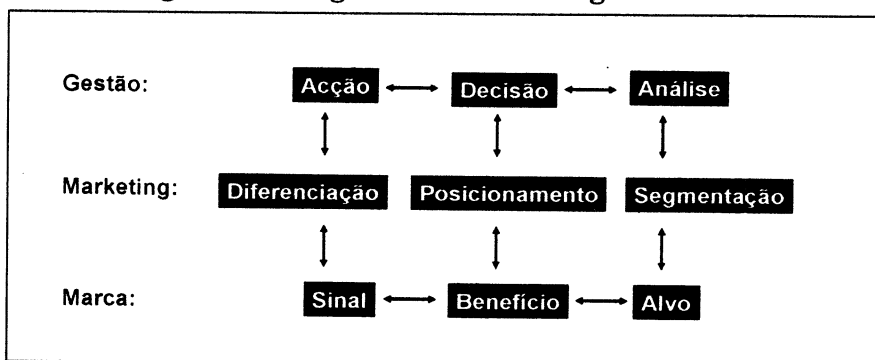 Gestão: Acção Decisão Análise
Marketing: Diferenciação Posicionamento Segmentação
Marca: Sinal Benefício Alvo